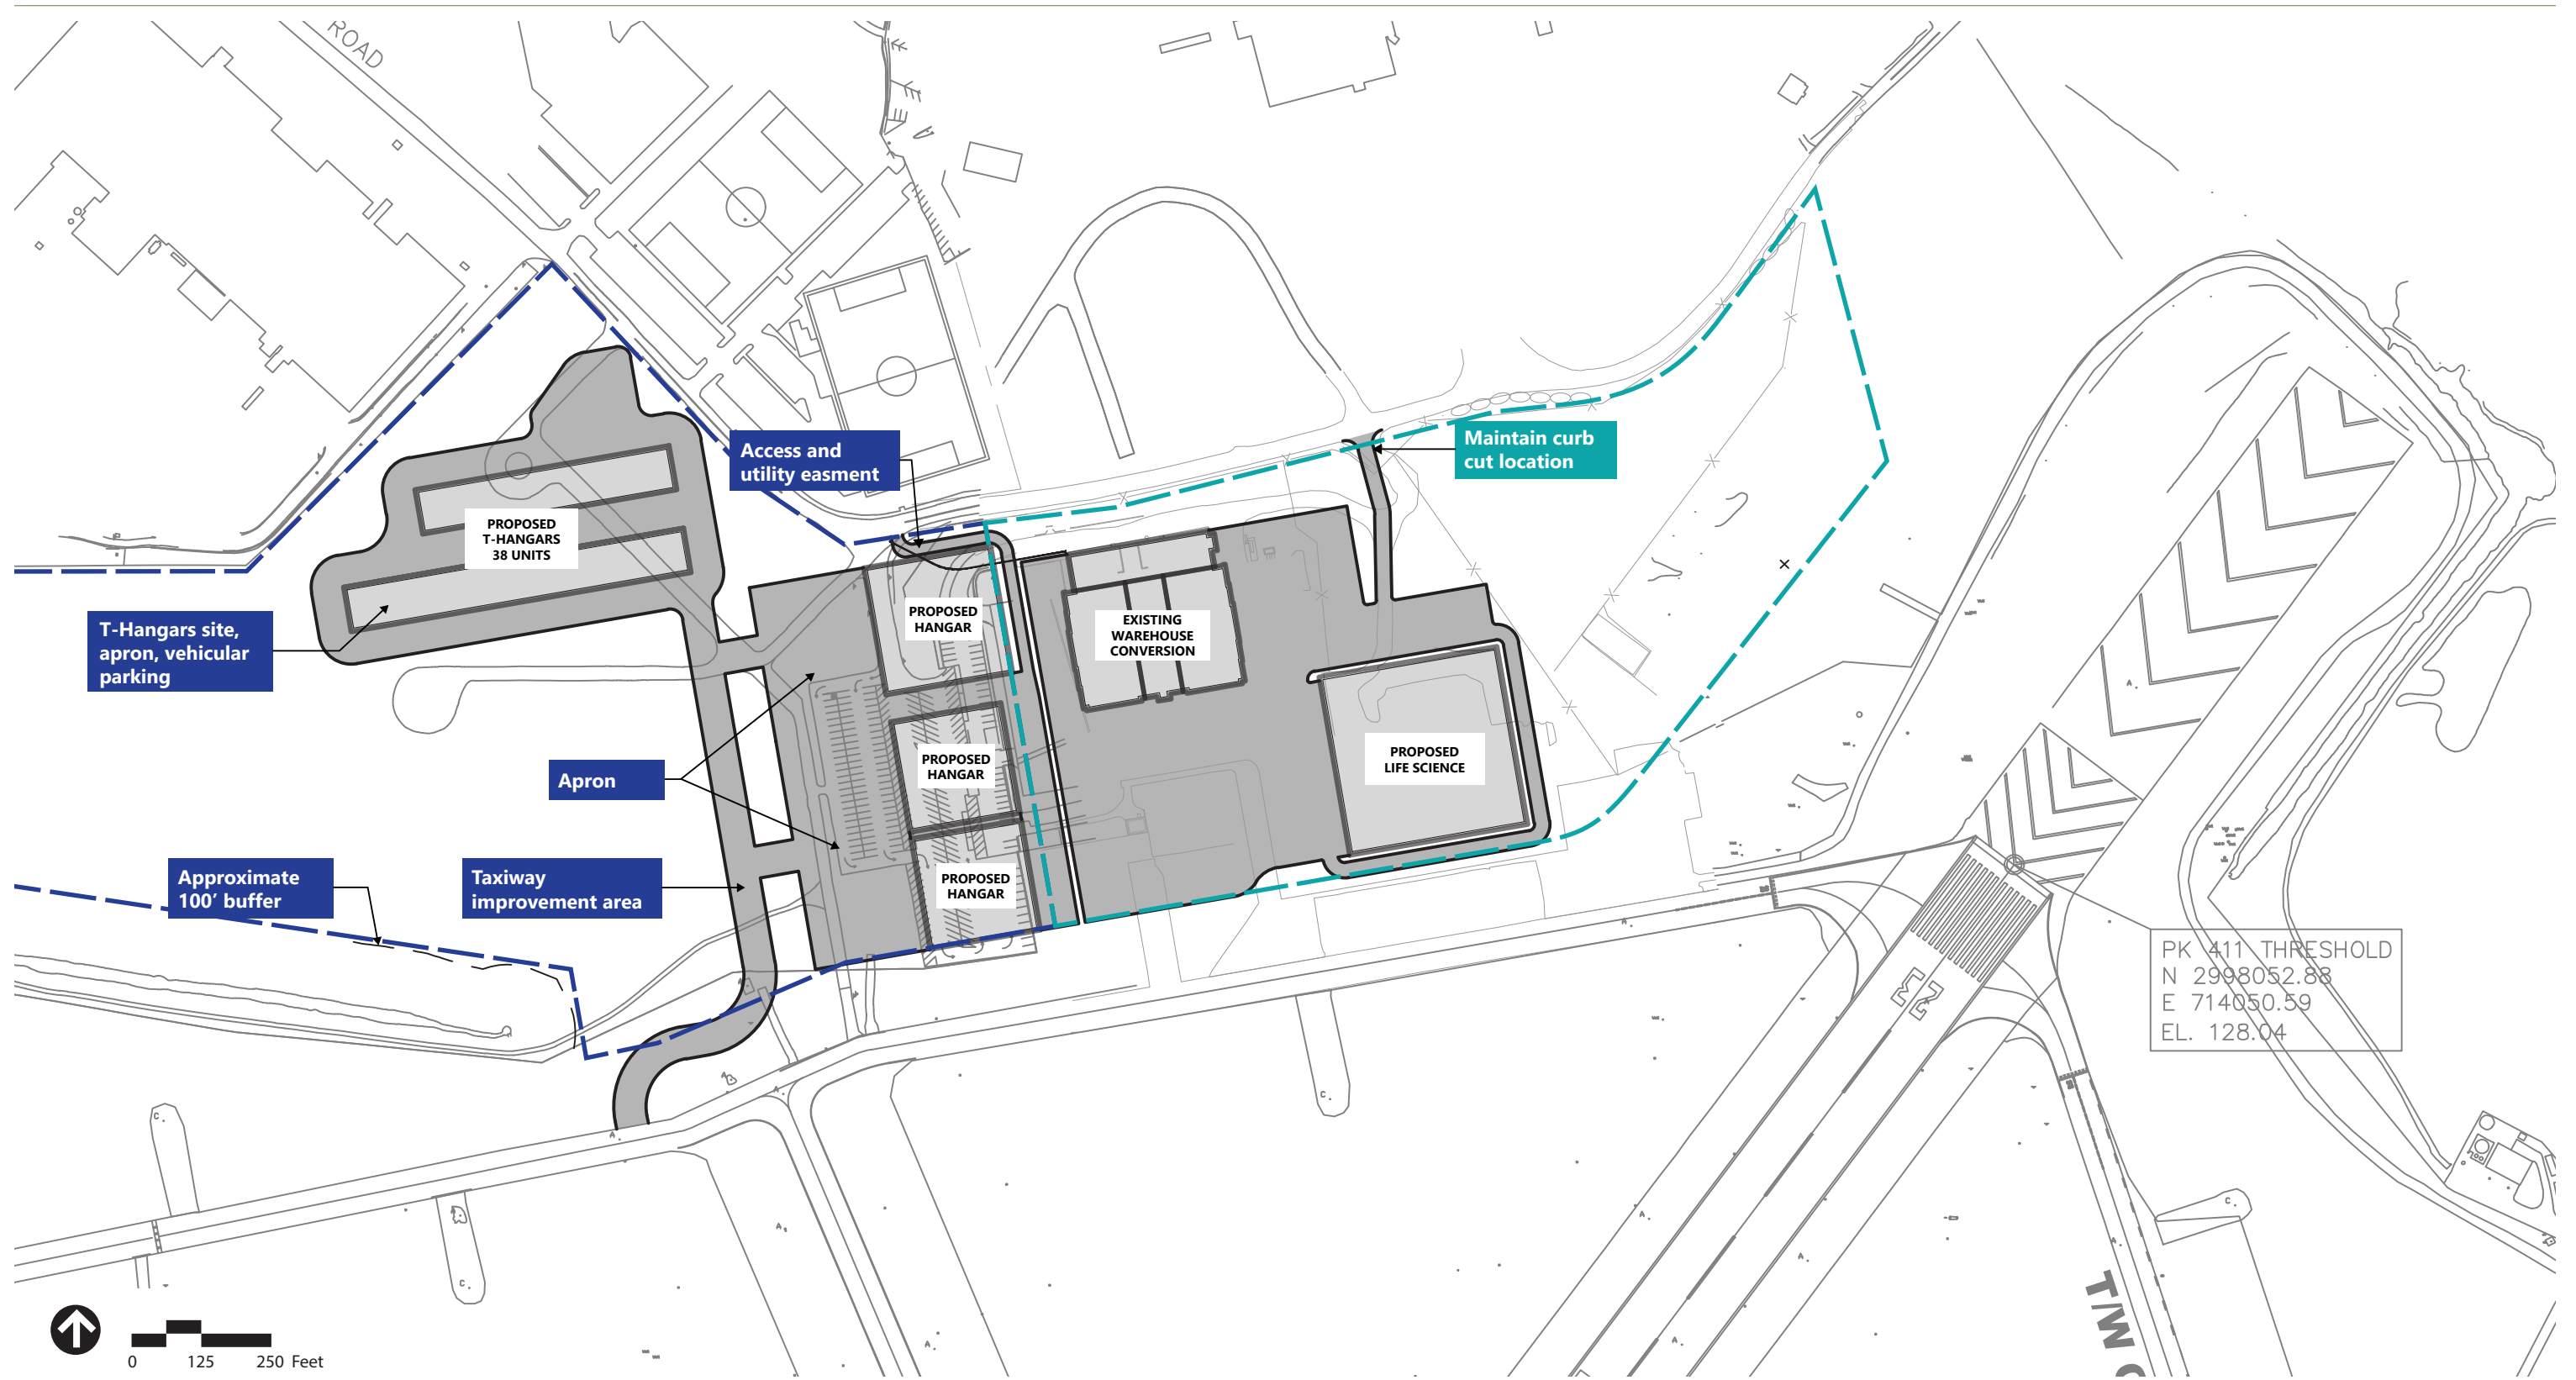 ROAD
Access and
utility easment
Maintain curb
cut location
PROPOSED
T-HANGARS
38 UNITS
T-Hangars site,
apron, vehicular
parking
PROPOSED
HANGAR
EXISTING
WAREHOUSE
CONVERSION
PROPOSED
HANGAR
PROPOSED
LIFE SCIENCE
Apron
PROPOSED
HANGAR
Approximate
100’ buffer
Taxiway
improvement area
PK 411 THRESHOLD
N 2998052.88
E 714050.59
EL. 128.04
23
T/W
0
125
250 Feet